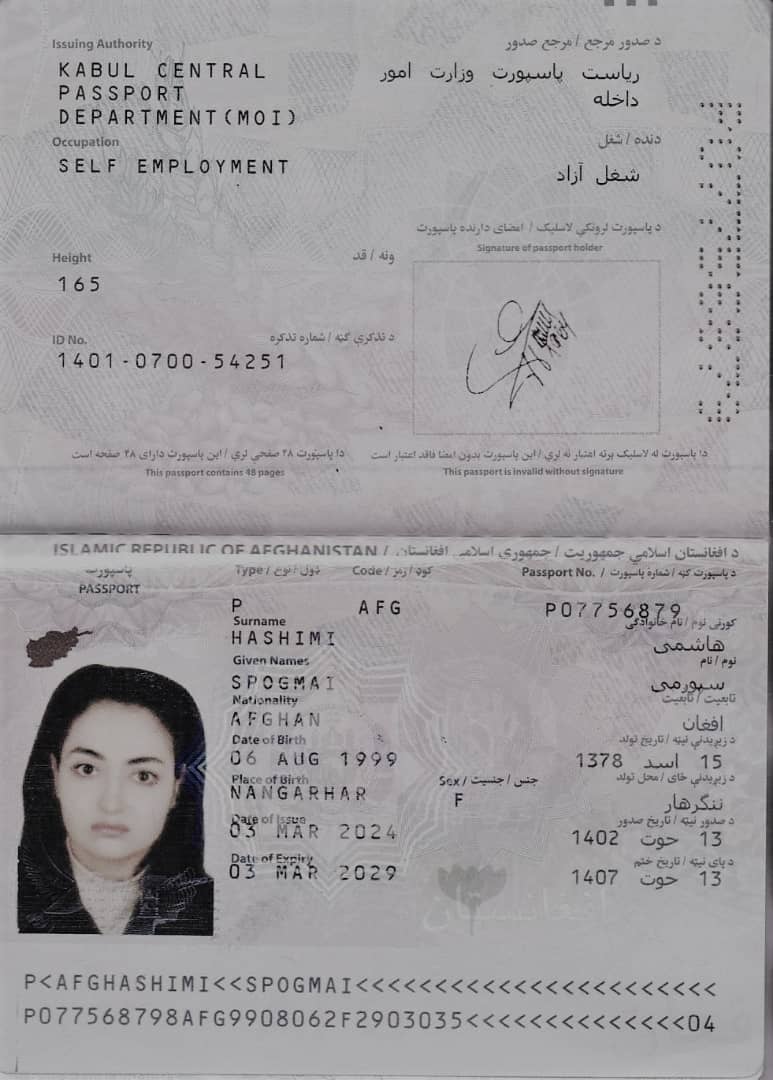 Issuing Authority د صدور مرجع / مرجع صدور
KABUL CENTRAL ریاست پاسپورت وزارت امور
PASSPORT داخله
DEPARTMENT(MOI)
Occupation دنده / شغل
SELF EMPLOYMENT شغل آزاد
د پاسپورت لرونکي لاسلیک / امضای دارنده پاسپورت
Signature of passport holder
Height ونه / قد
165
ID No. د تذکرې ګڼه / شماره تذکره
1401-0700-54251
دا پاسپورت ۴۸ صفحې لري / این پاسپورت دارای ۴۸ صفحه است
This passport contains 48 pages
دا پاسپورت له لاسلیک پرته اعتبار نه لري / این پاسپورت بدون امضا فاقد اعتبار است
This passport is invalid without signature
ISLAMIC REPUBLIC OF AFGHANISTAN / د افغانستان اسلامي جمهوریت / جمهوری اسلامی افغانستان
پاسپورت
PASSPORT
Type / ډول / نوع Code / کوډ / رمز Passport No. / د پاسپورت ګڼه / شماره پاسپورت
P AFG P07756879
Surname کورنی نوم / نام خانوادگی
HASHIMI هاشمی
Given Names نوم / نام
SPOGMAI سپورمی
Nationality تابعیت / تابعیت
AFGHAN افغان
Date of Birth د زیږیدنې نېټه / تاریخ تولد
06 AUG 1999 15 اسد 1378
Place of Birth د زیږیدنې ځای / محل تولد
NANGARHAR ننگرهار
Sex / جنس / جنسیت
F
Date of Issue د صدور نېټه / تاریخ صدور
03 MAR 2024 13 حوت 1402
Date of Expiry د پای نېټه / تاریخ ختم
03 MAR 2029 13 حوت 1407
افغانستان
P<AFGHASHIMI<<SPOGMAI<<<<<<<<<<<<<<<<<<<<<<<
P077568798AFG9908062F2903035<<<<<<<<<<<<<<04